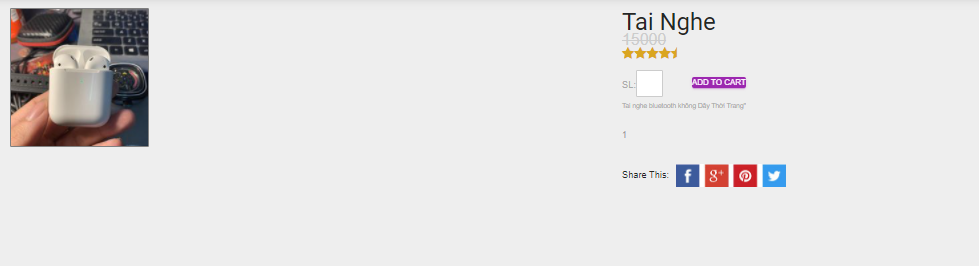 Tai Nghe
15000
SL:
ADD TO CART
Tai nghe bluetooth không Dây Thời Trang"
1
Share This: